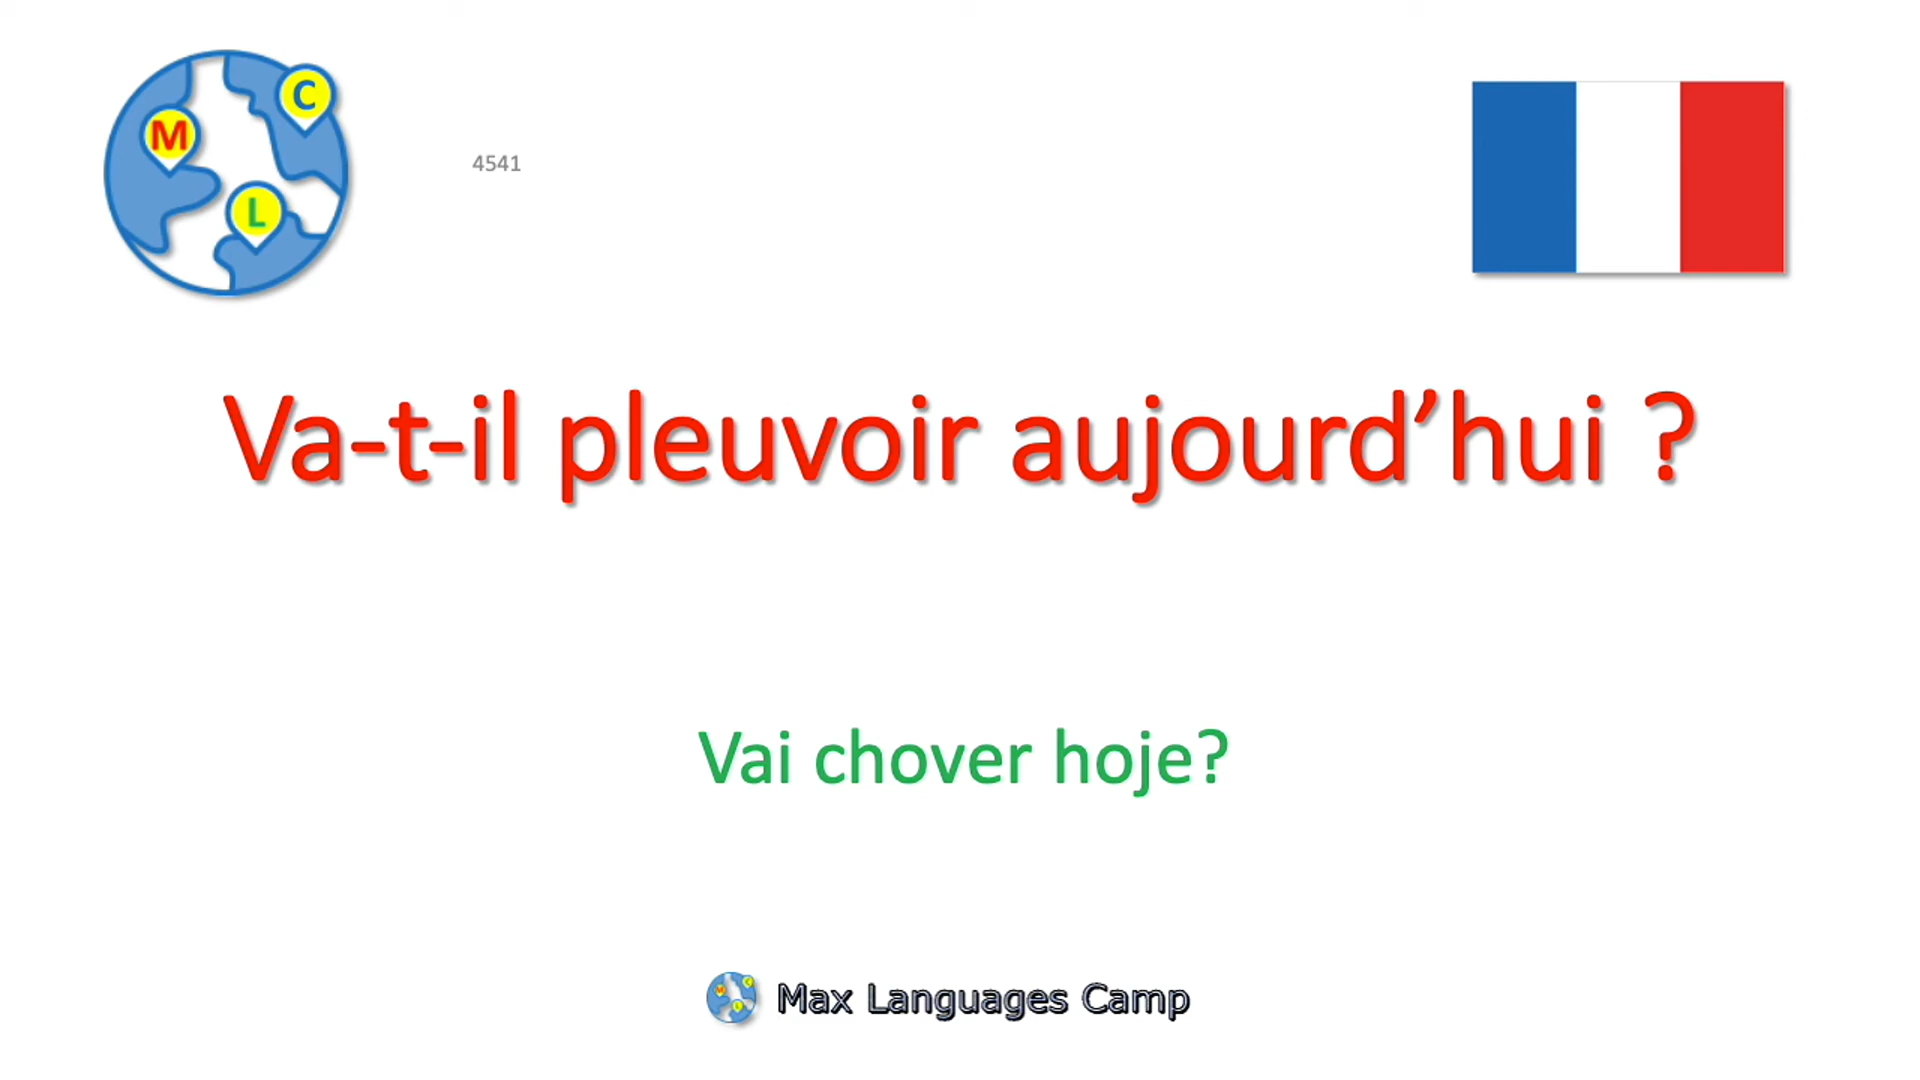 C
M
L
4541
Va-t-il pleuvoir aujourd’hui ?
Vai chover hoje?
Max Languages Camp